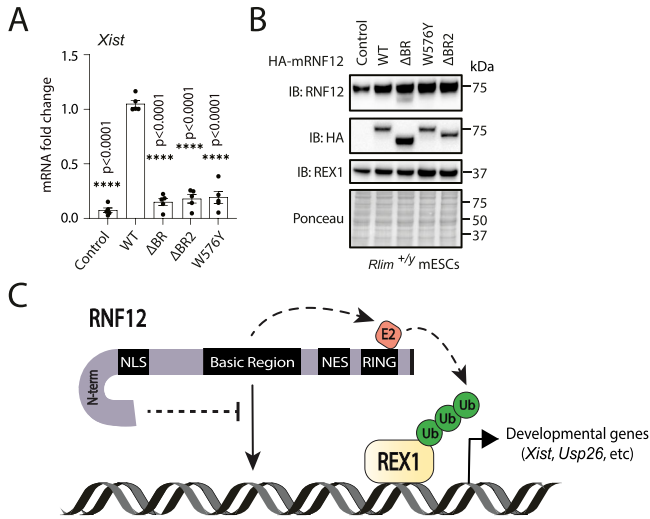 A
Xist
mRNA fold change
1.5
1.0
0.5
0.0
****
p<0.0001
****
p<0.0001
****
p<0.0001
****
p<0.0001
Control
WT
ΔBR
ΔBR2
W576Y
B
HA-mRNF12
Control
WT
ΔBR
W576Y
ΔBR2
kDa
IB: RNF12
75
IB: HA
75
IB: REX1
37
Ponceau
75
50
37
Rlim +/y mESCs
C
RNF12
E2
NLS
Basic Region
NES
RING
N-term
Ub
Ub
Ub
REX1
Developmental genes
(Xist, Usp26, etc)